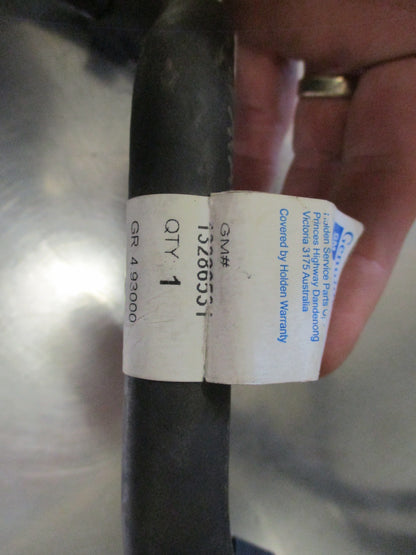 Holden Service Parts
Princes Highway Dandenong
Victoria 3175 Australia
Covered by Holden Warranty
GM#
13286531
QTY: 1
GR 4.93000